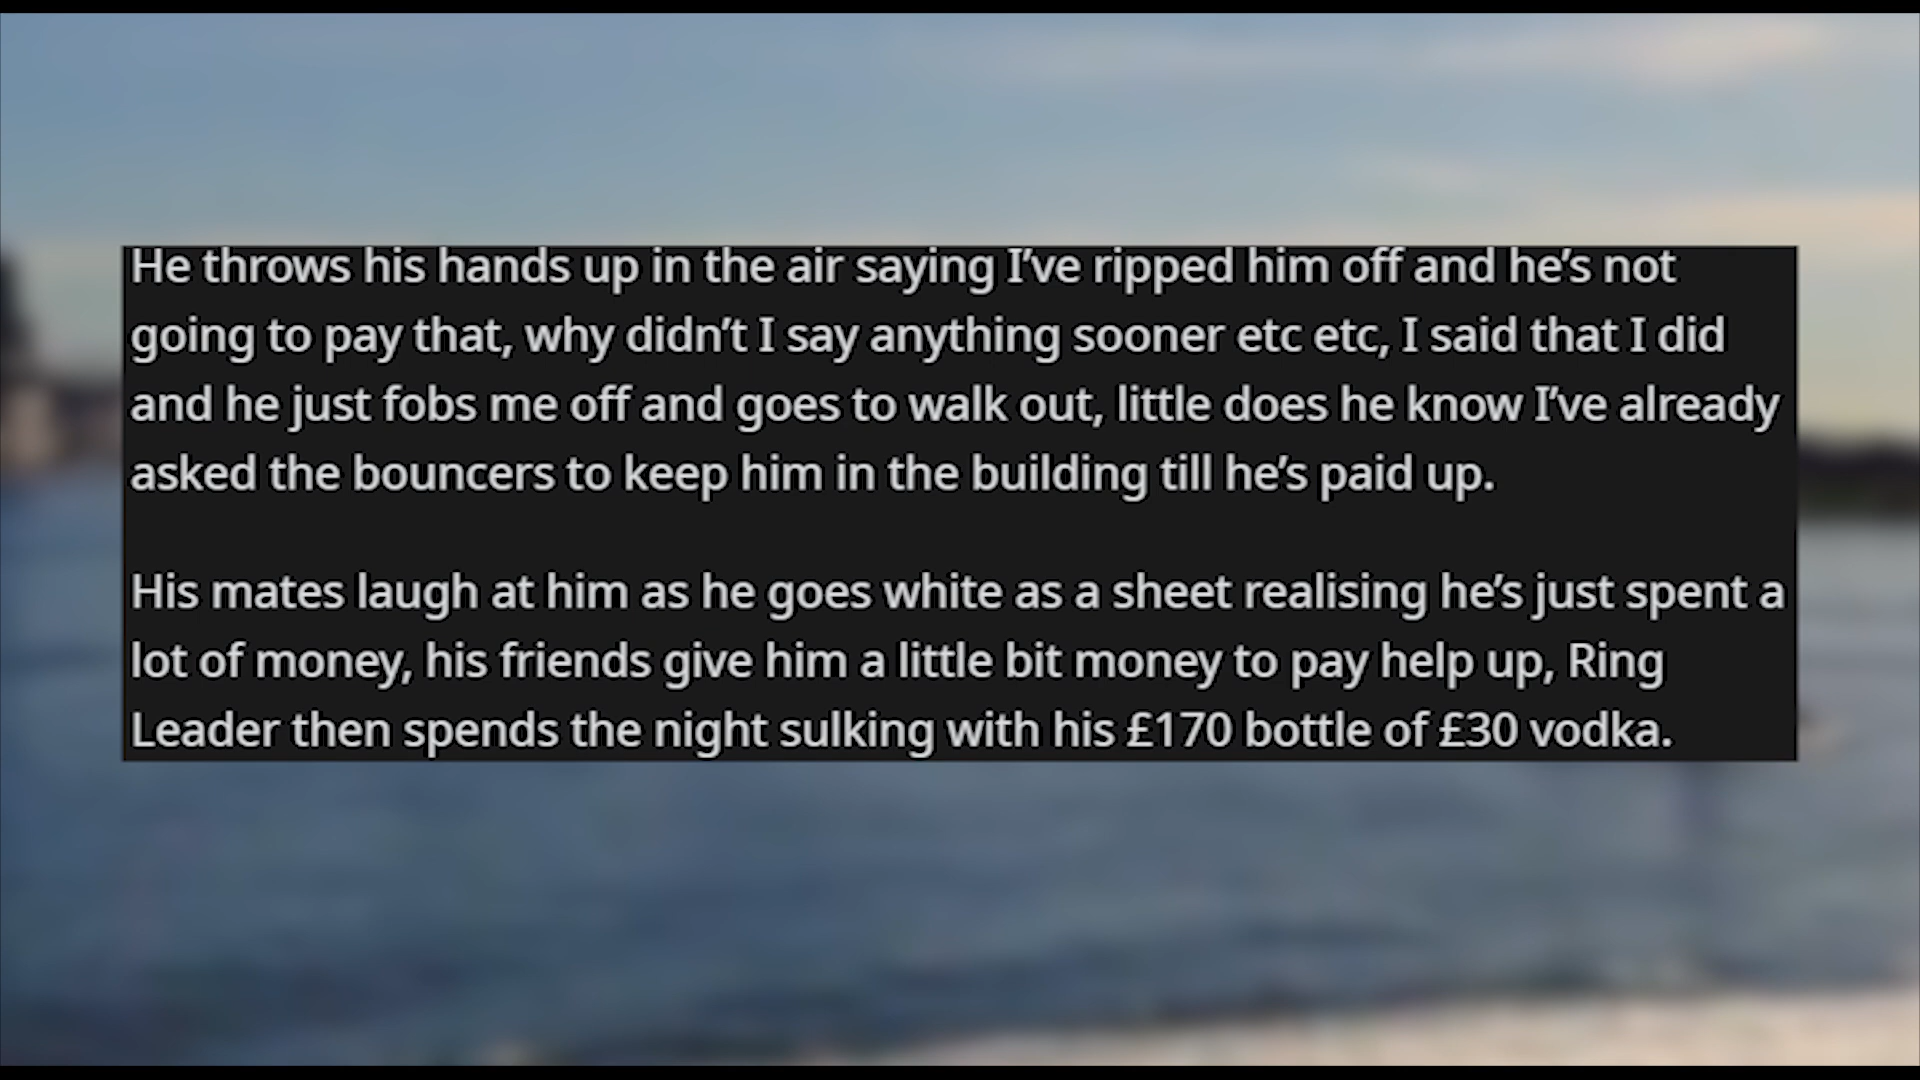 He throws his hands up in the air saying I’ve ripped him off and he’s not
going to pay that, why didn’t I say anything sooner etc etc, I said that I did
and he just fobs me off and goes to walk out, little does he know I’ve already
asked the bouncers to keep him in the building till he’s paid up.
His mates laugh at him as he goes white as a sheet realising he’s just spent a
lot of money, his friends give him a little bit money to pay help up, Ring
Leader then spends the night sulking with his £170 bottle of £30 vodka.